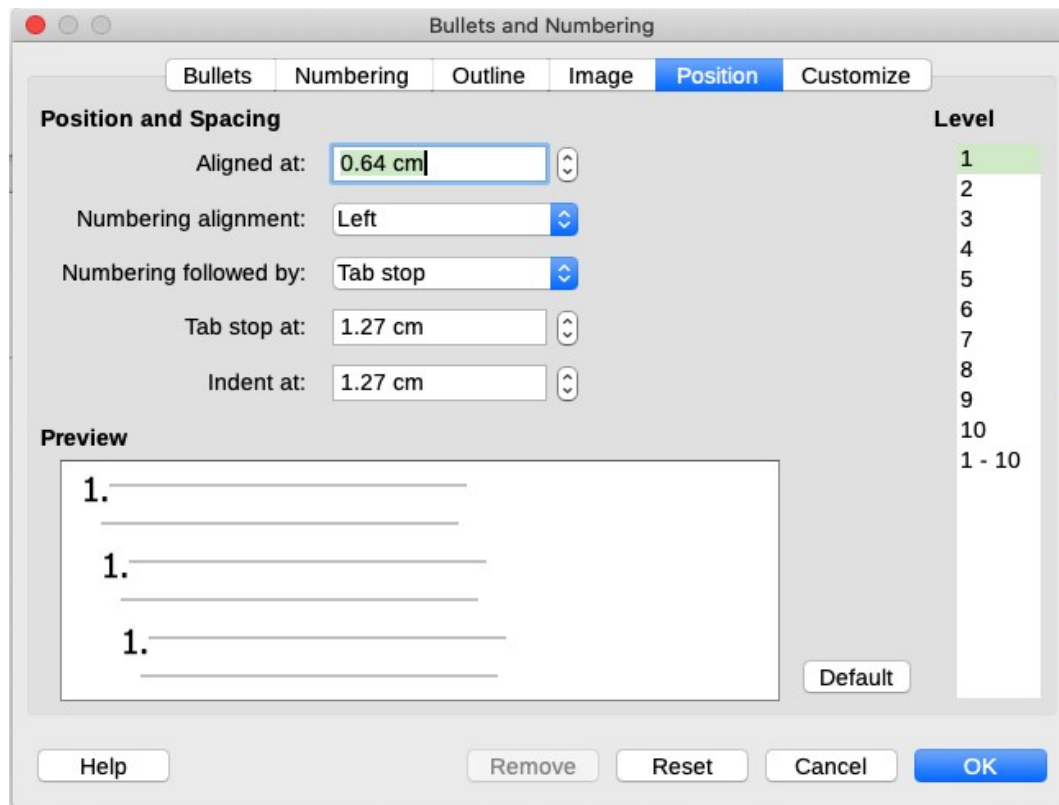 Bullets and Numbering
Bullets Numbering Outline Image Position Customize
Position and Spacing
Level
Aligned at: 0.64 cm
Numbering alignment: Left
Numbering followed by: Tab stop
Tab stop at: 1.27 cm
Indent at: 1.27 cm
1
2
3
4
5
6
7
8
9
10
1 - 10
Preview
1.
1.
1.
Default
Help Remove Reset Cancel OK